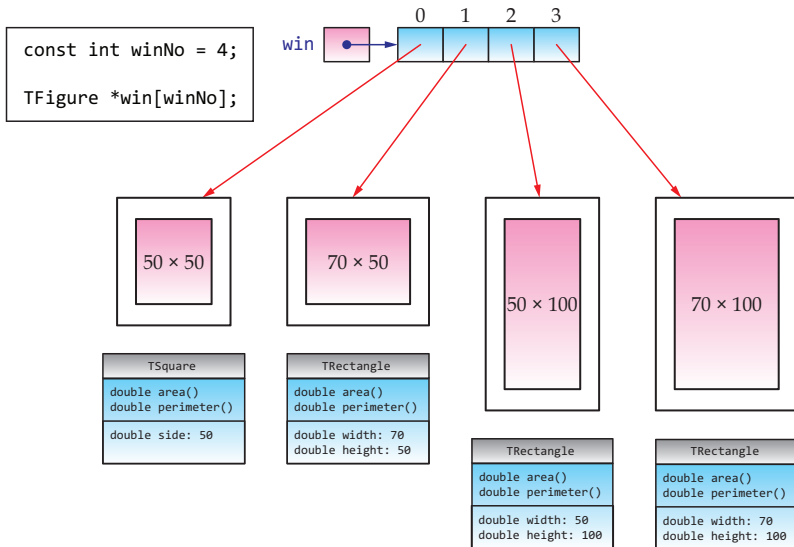 const int winNo = 4;
TFigure *win[winNo];
win
0 1 2 3
50 × 50
70 × 50
50 × 100
70 × 100
TSquare
double area()
double perimeter()
double side: 50
TRectangle
double area()
double perimeter()
double width: 70
double height: 50
TRectangle
double area()
double perimeter()
double width: 50
double height: 100
TRectangle
double area()
double perimeter()
double width: 70
double height: 100